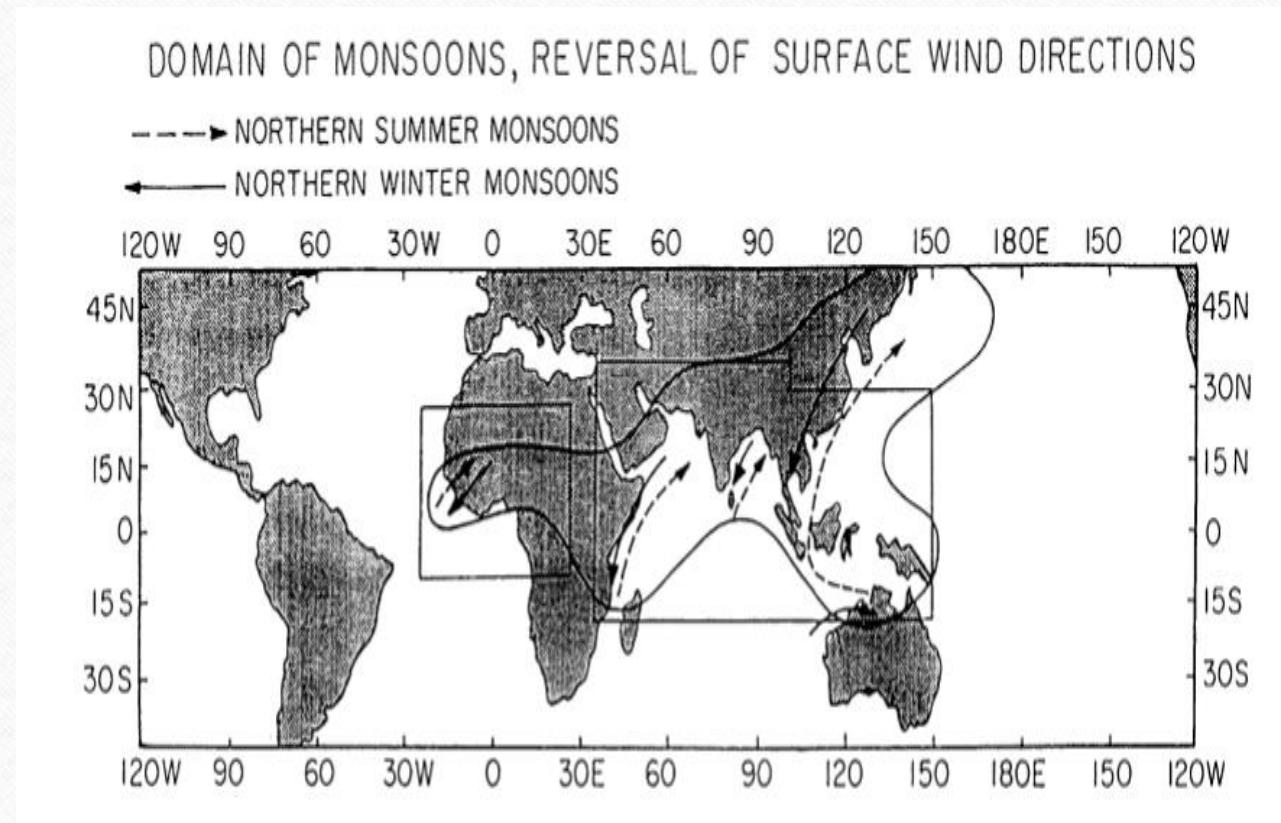 DOMAIN OF MONSOONS, REVERSAL OF SURFACE WIND DIRECTIONS
NORTHERN SUMMER MONSOONS
NORTHERN WINTER MONSOONS
120W 90 60 30W 0 30E 60 90 120 150 180E 150 120W
45N 45N
30N 30N
15N 15N
0 0
15S 15S
30S 30S
120W 90 60 30W 0 30E 60 90 120 150 180E 150 120W